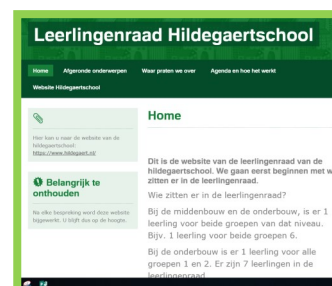 Leerlingenraad Hildegaertschool
Home Afgeronde onderwerpen Waar praten we over Agenda en hoe het werkt
Website Hildegaertschool
Hier kan u naar de website van de
hildegaertschool:
https://www.hildegaert.nl/
Belangrijk te
onthouden
Na elke bespreking word deze website
bijgewerkt. U blijft dus op de hoogte.
Home
Dit is de website van de leerlingenraad van de
hildegaertschool. We gaan eerst beginnen met w
zitten er in de leerlingenraad.
Wie zitten er in de leerlingenraad?
Bij de middenbouw en de onderbouw, is er 1
leerling voor beide groepen van dat niveau.
Bijv. 1 leerling voor beide groepen 6.
Bij de onderbouw is er 1 leerling voor alle
groepen 1 en 2. Er zijn 7 leerlingen in de
leerlingenraad